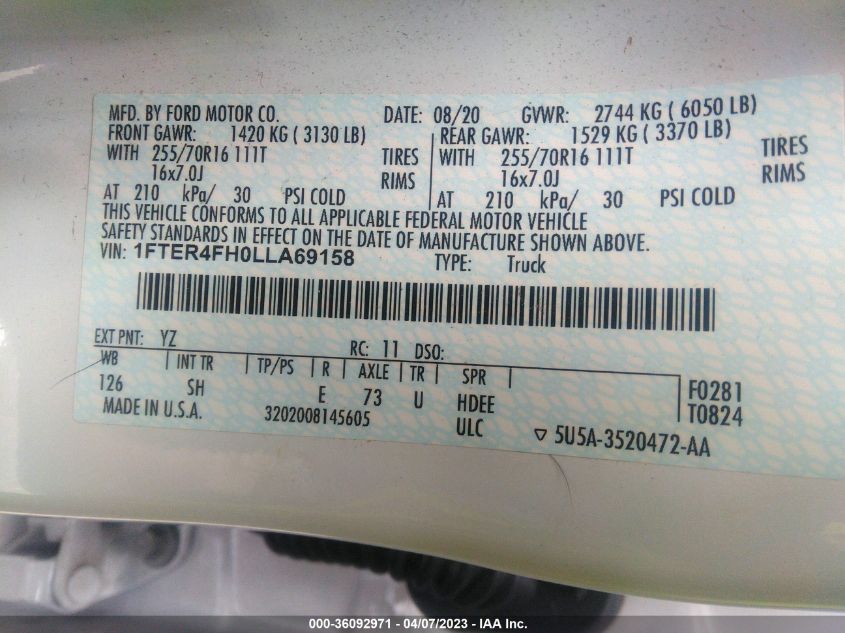 MFD. BY FORD MOTOR CO. DATE: 08/20 GVWR: 2744 KG ( 6050 LB)
FRONT GAWR: 1420 KG ( 3130 LB) REAR GAWR: 1529 KG ( 3370 LB)
WITH 255/70R16 111T TIRES WITH 255/70R16 111T TIRES
16x7.0J RIMS 16x7.0J RIMS
AT 210 kPa/ 30 PSI COLD AT 210 kPa/ 30 PSI COLD
THIS VEHICLE CONFORMS TO ALL APPLICABLE FEDERAL MOTOR VEHICLE
SAFETY STANDARDS IN EFFECT ON THE DATE OF MANUFACTURE SHOWN ABOVE.
VIN: 1FTER4FH0LLA69158 TYPE: Truck
EXT PNT: YZ RC: 11 DSO:
WB INT TR TP/PS R AXLE TR SPR
126 SH E 73 U HDEE F0281
MADE IN U.S.A. 3202008145605 ULC T0824
5U5A-3520472-AA
000-36092971 - 04/07/2023 - IAA Inc.